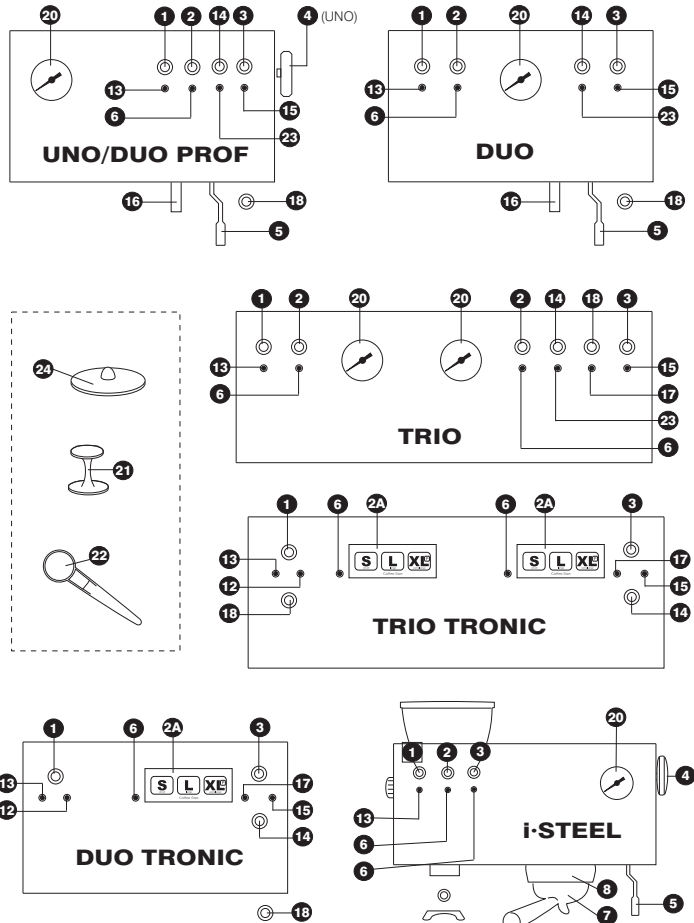 20 1 2 14 3 4 (UNO)
13 6 23 15
UNO/DUO PROF
16 18
5
1 2 20 14 3
13 6 23 15
DUO
16 18
5
1 2 20 20 2 14 18 3
13 6 15
17
23
6
TRIO
24
21
22
1 6 2A 6 2A 3
S L XL S L XL
13 12 17 15
18 14
TRIO TRONIC
1 6 2A 3
S L XL
Coffee Size
13 12 17 15
14
DUO TRONIC
18
1 2 3 20 4
13
6
6
i·STEEL
8
7
5